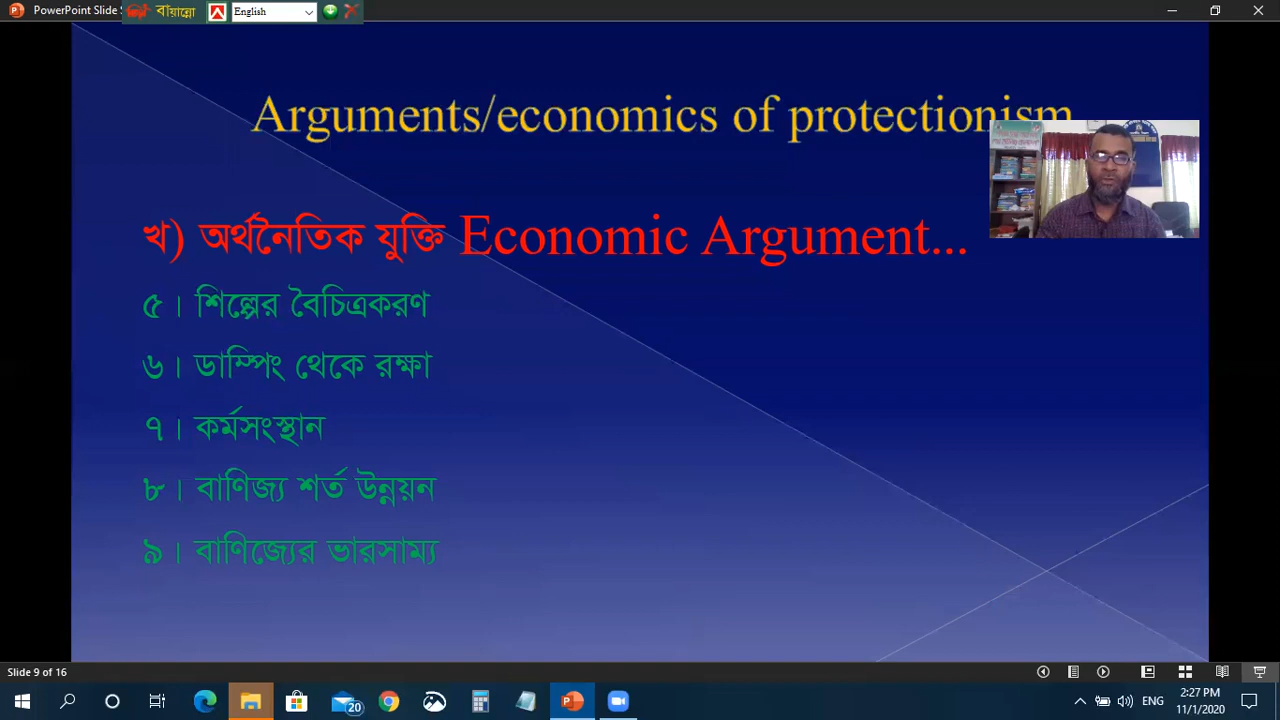 PowerPoint Slide
বায়ান্নো
English
Arguments/economics of protectionism
খ) অর্থনৈতিক যুক্তি Economic Argument...
৫। শিল্পের বৈচিত্রকরণ
৬। ডাম্পিং থেকে রক্ষা
৭। কর্মসংস্থান
৮। বাণিজ্য শর্ত উন্নয়ন
৯। বাণিজ্যের ভারসাম্য
Slide 9 of 16
20
ENG
2:27 PM
11/1/2020